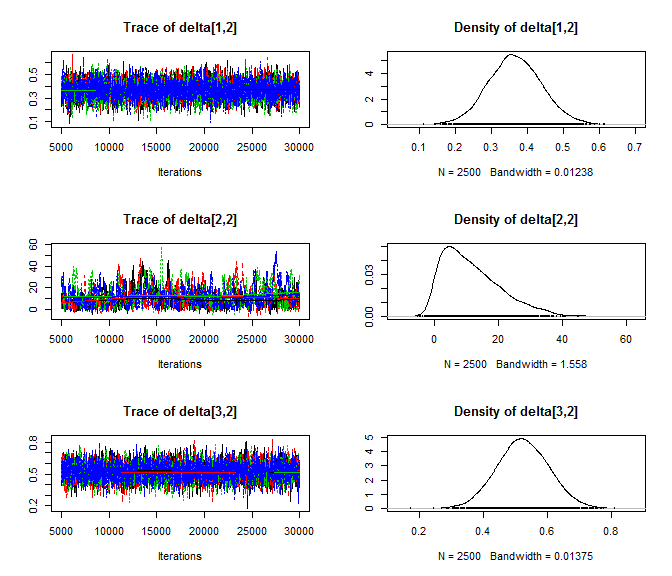 Trace of delta[1,2]
0.1 0.3 0.5
5000 10000 15000 20000 25000 30000
Iterations
Density of delta[1,2]
0 2 4
0.1 0.2 0.3 0.4 0.5 0.6 0.7
N = 2500 Bandwidth = 0.01238
Trace of delta[2,2]
0 20 40 60
5000 10000 15000 20000 25000 30000
Iterations
Density of delta[2,2]
0.00 0.03
0 20 40 60
N = 2500 Bandwidth = 1.558
Trace of delta[3,2]
0.2 0.5 0.8
5000 10000 15000 20000 25000 30000
Iterations
Density of delta[3,2]
0 1 2 3 4 5
0.2 0.4 0.6 0.8
N = 2500 Bandwidth = 0.01375